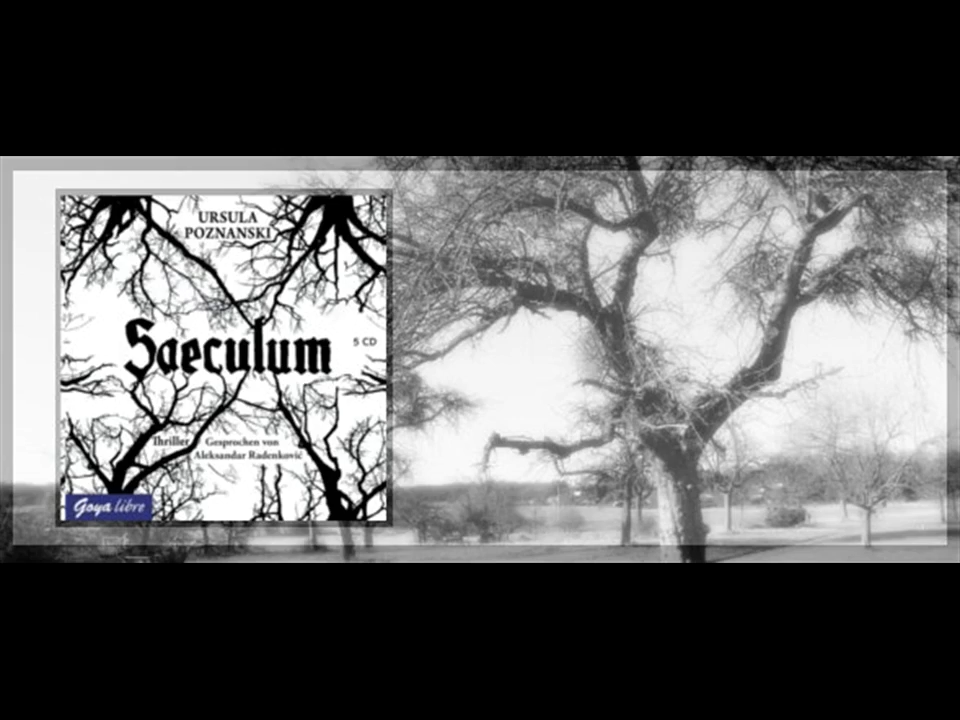 URSULA
POZNANSKI
Saeculum
5 CD
Thriller
Gesprochen von
Aleksandar Radenković
Goya libre